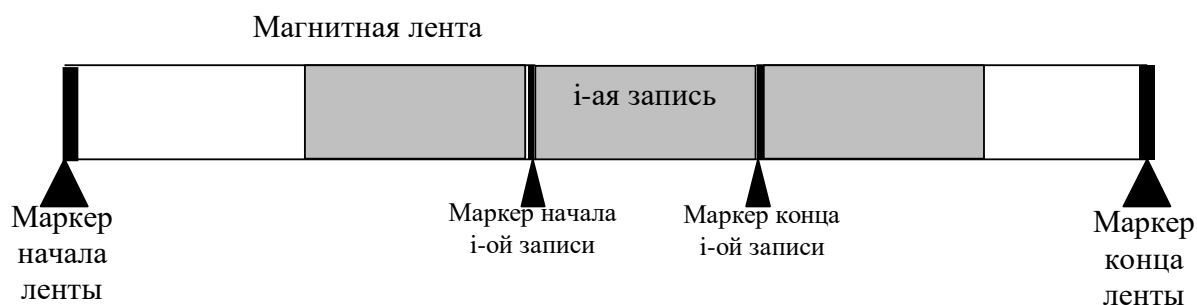 Магнитная лента
i-ая запись
Маркер
начала
ленты
Маркер начала
i-ой записи
Маркер конца
i-ой записи
Маркер
конца
ленты